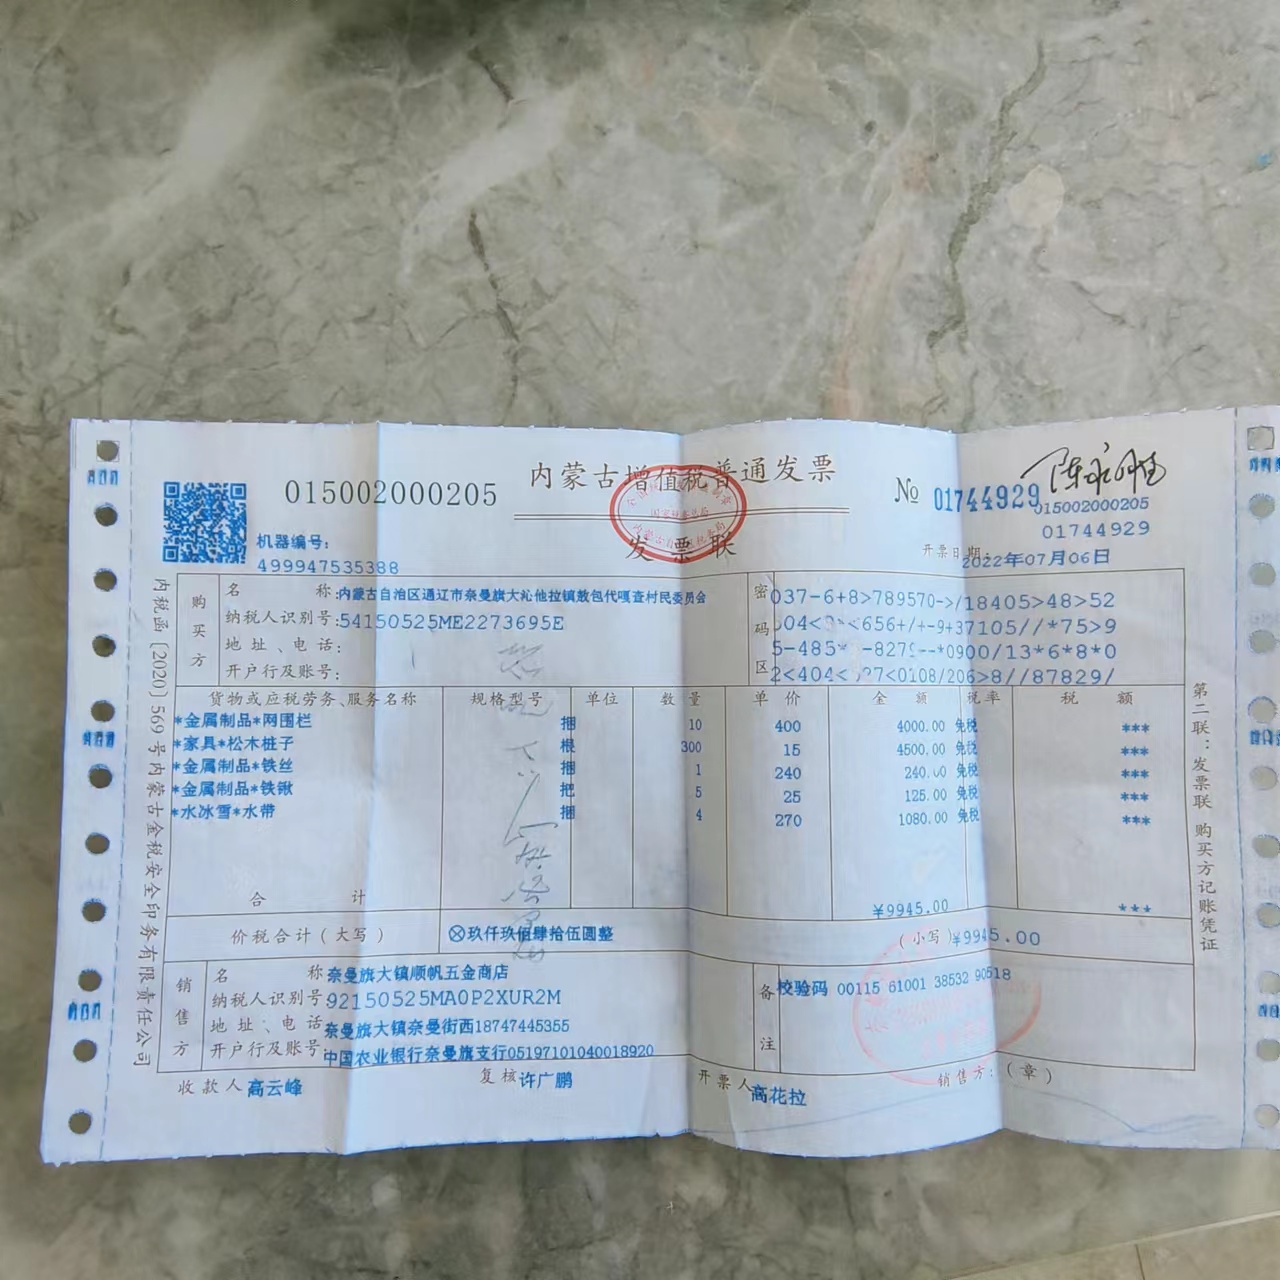 内蒙古增值税普通发票
发票联
015002000205
№ 01744929
陈永胜
015002000205
01744929
机器编号:
499947535388
开票日期: 2022年07月06日
购买方
名称:内蒙古自治区通辽市奈曼旗大沁他拉镇敖包代嘎查村民委员会
纳税人识别号:54150525ME2273695E
地址、电话:
开户行及账号:
密码区
037-6+8>789570->/18405>48>52
货物或应税劳务、服务名称 规格型号 单位 数量 单价 金额 税率 税额
*金属制品*网围栏 捆 10 400 4000.00 免税 ***
*家具*松木桩子 根 300 15 4500.00 免税 ***
*金属制品*铁丝 捆 1 240 240.00 免税 ***
*金属制品*铁锹 把 5 25 125.00 免税 ***
*水冰雪*水带 捆 4 270 1080.00 免税 ***
合计 ¥9945.00 ***
价税合计(大写) ⊗玖仟玖佰肆拾伍圆整 (小写)¥9945.00
销售方
名称 奈曼旗大镇顺帆五金商店
纳税人识别号 92150525MA0P2XUR2M
地址、电话 奈曼旗大镇奈曼街西18747445355
开户行及账号 中国农业银行奈曼旗支行05197101040018920
备注
校验码 00115 61001 38532 90518
收款人 高云峰 复核 许广鹏 开票人 高花拉 销售方:(章)
内税函[2020]569号内蒙古金税安全印务有限责任公司
第二联:发票联 购买方记账凭证